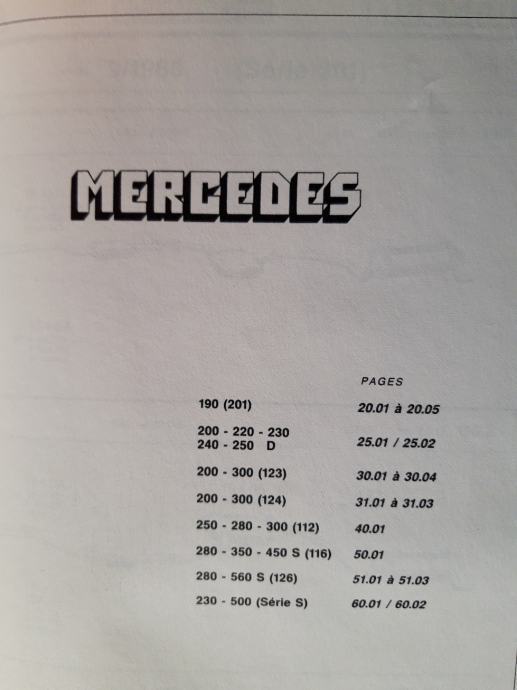 MERCEDES
PAGES
190 (201) 20.01 à 20.05
200 - 220 - 230
240 - 250 D 25.01 / 25.02
200 - 300 (123) 30.01 à 30.04
200 - 300 (124) 31.01 à 31.03
250 - 280 - 300 (112) 40.01
280 - 350 - 450 S (116) 50.01
280 - 560 S (126) 51.01 à 51.03
230 - 500 (Série S) 60.01 / 60.02